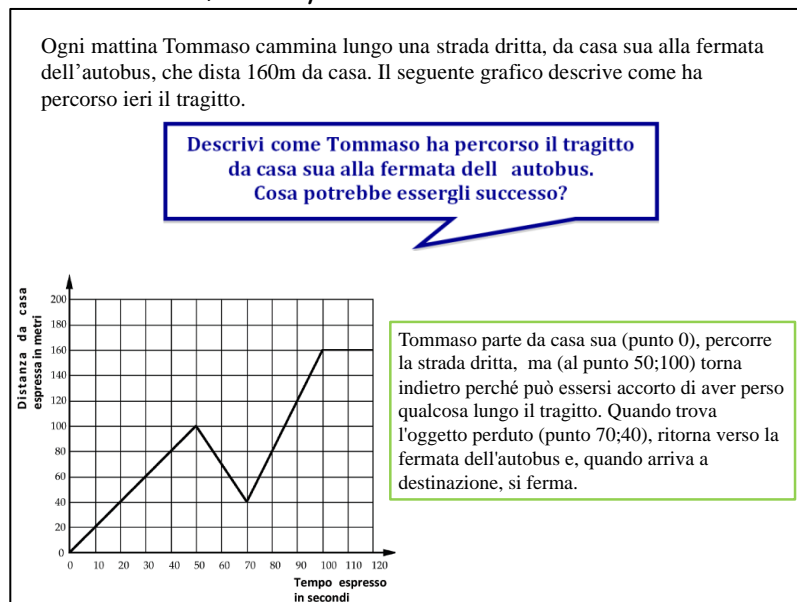 Ogni mattina Tommaso cammina lungo una strada dritta, da casa sua alla fermata
dell'autobus, che dista 160m da casa. Il seguente grafico descrive come ha
percorso ieri il tragitto.
Descrivi come Tommaso ha percorso il tragitto
da casa sua alla fermata dell autobus.
Cosa potrebbe essergli successo?
Distanza da casa
espressa in metri
200
180
160
140
120
100
80
60
40
20
0
0 10 20 30 40 50 60 70 80 90 100 110 120
Tempo espresso
in secondi
Tommaso parte da casa sua (punto 0), percorre
la strada dritta, ma (al punto 50;100) torna
indietro perché può essersi accorto di aver perso
qualcosa lungo il tragitto. Quando trova
l'oggetto perduto (punto 70;40), ritorna verso la
fermata dell'autobus e, quando arriva a
destinazione, si ferma.